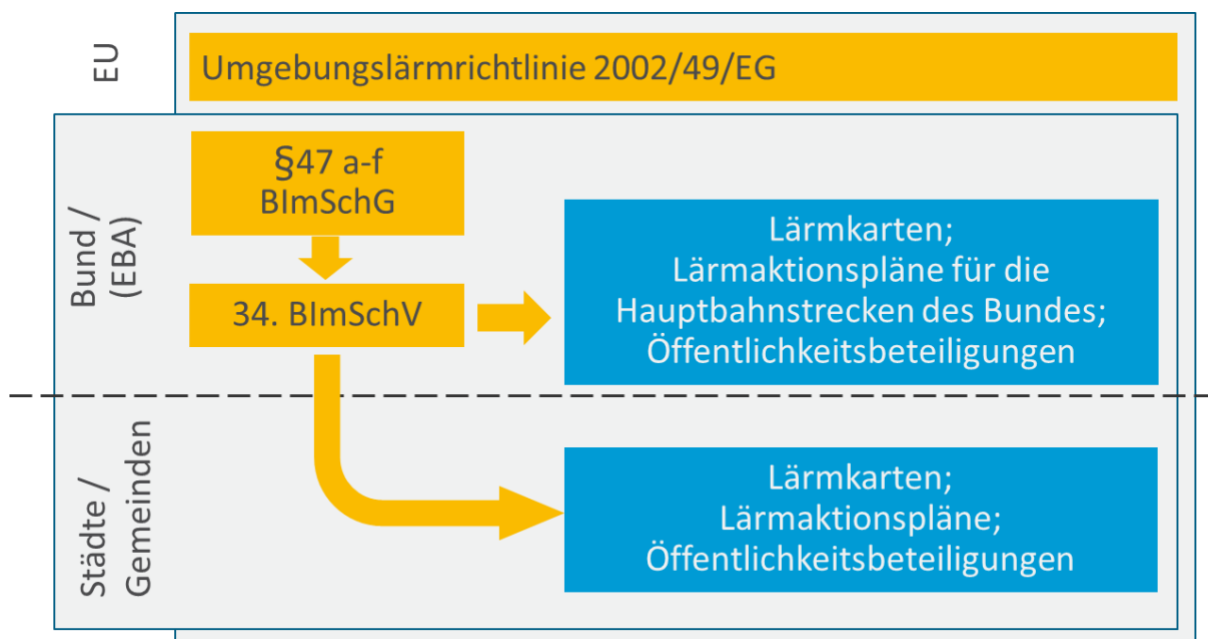 EU
Umgebungslärmrichtlinie 2002/49/EG
Bund /
(EBA)
§47 a-f
BImSchG
34. BImSchV
Lärmkarten;
Lärmaktionspläne für die
Hauptbahnstrecken des Bundes;
Öffentlichkeitsbeteiligungen
Städte /
Gemeinden
Lärmkarten;
Lärmaktionspläne;
Öffentlichkeitsbeteiligungen